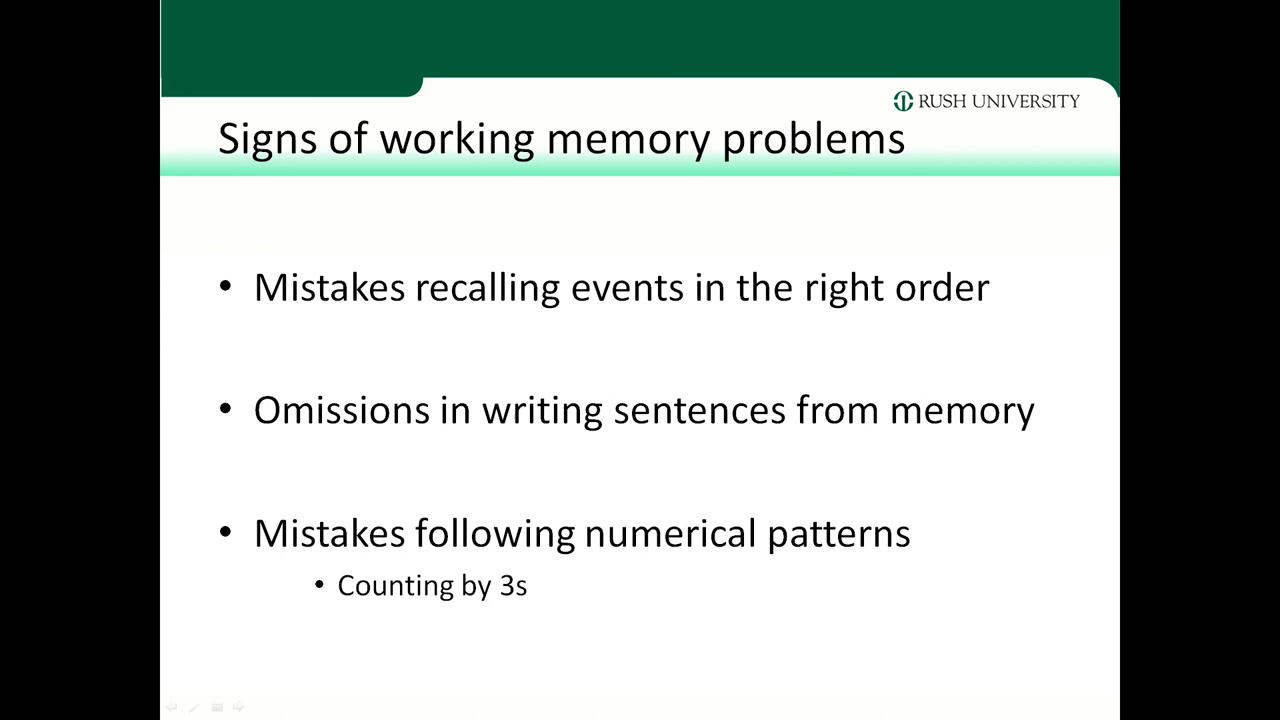 RUSH UNIVERSITY
Signs of working memory problems
• Mistakes recalling events in the right order
• Omissions in writing sentences from memory
• Mistakes following numerical patterns
• Counting by 3s